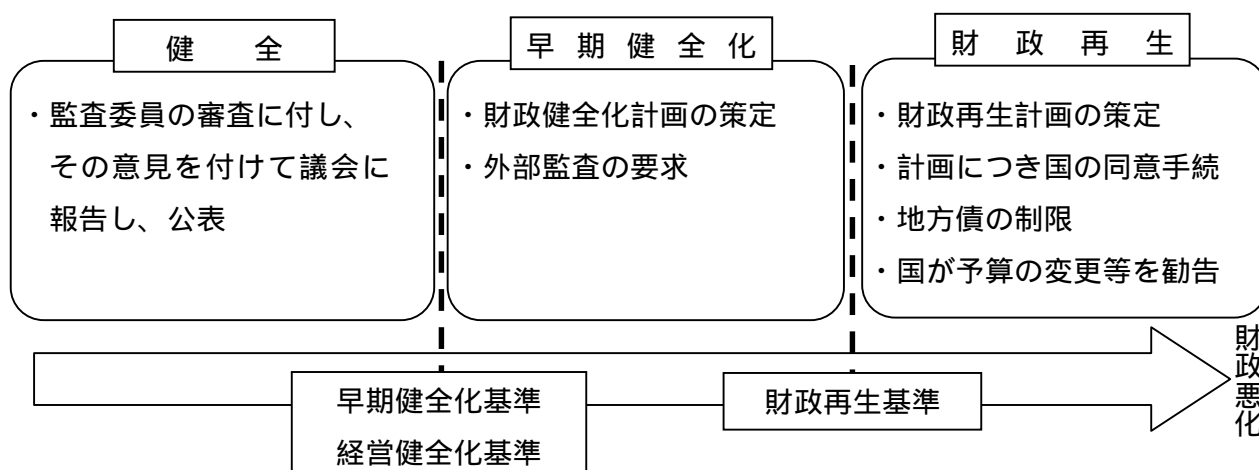 健全
・監査委員の審査に付し、
その意見を付けて議会に
報告し、公表
早期健全化
・財政健全化計画の策定
・外部監査の要求
財政再生
・財政再生計画の策定
・計画につき国の同意手続
・地方債の制限
・国が予算の変更等を勧告
早期健全化基準
経営健全化基準
財政再生基準
財政悪化